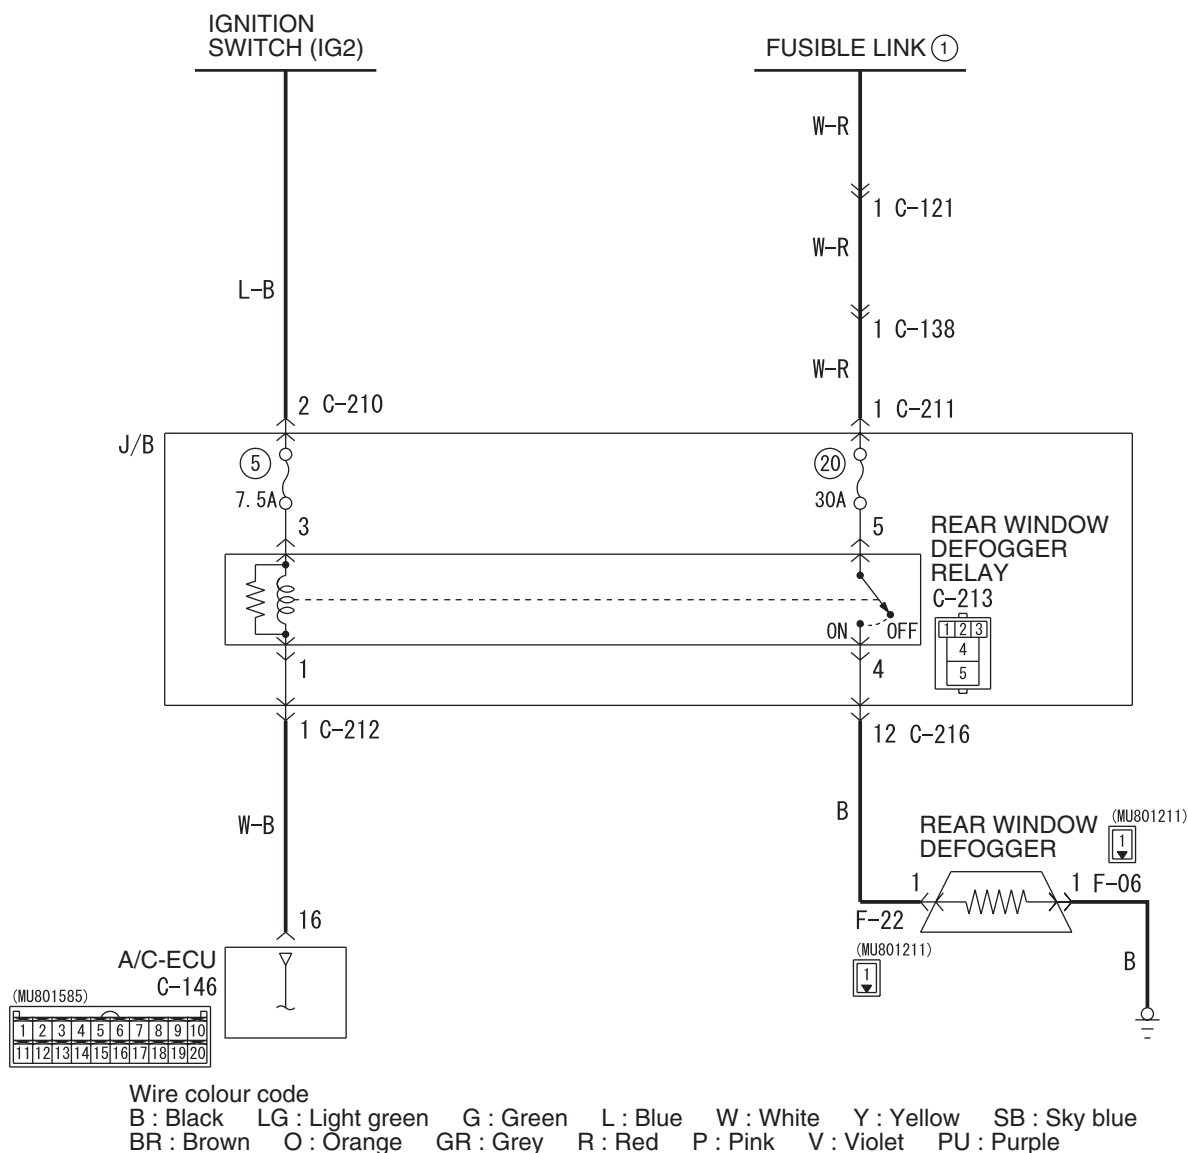 IGNITION
SWITCH (IG2)
FUSIBLE LINK ①
W-R
1 C-121
W-R
L-B
1 C-138
W-R
2 C-210
1 C-211
J/B
5
20
7.5A
30A
3
5
REAR WINDOW
DEFOGGER
RELAY
C-213
1 2 3
4
5
ON
OFF
1
4
1 C-212
12 C-216
W-B
B
REAR WINDOW
DEFOGGER
(MU801211)
1
1
1 F-06
F-22
(MU801211)
1
B
16
A/C-ECU
C-146
(MU801585)
1 2 3 4 5 6 7 8 9 10
11 12 13 14 15 16 17 18 19 20
Wire colour code
B : Black LG : Light green G : Green L : Blue W : White Y : Yellow SB : Sky blue
BR : Brown O : Orange GR : Grey R : Red P : Pink V : Violet PU : Purple